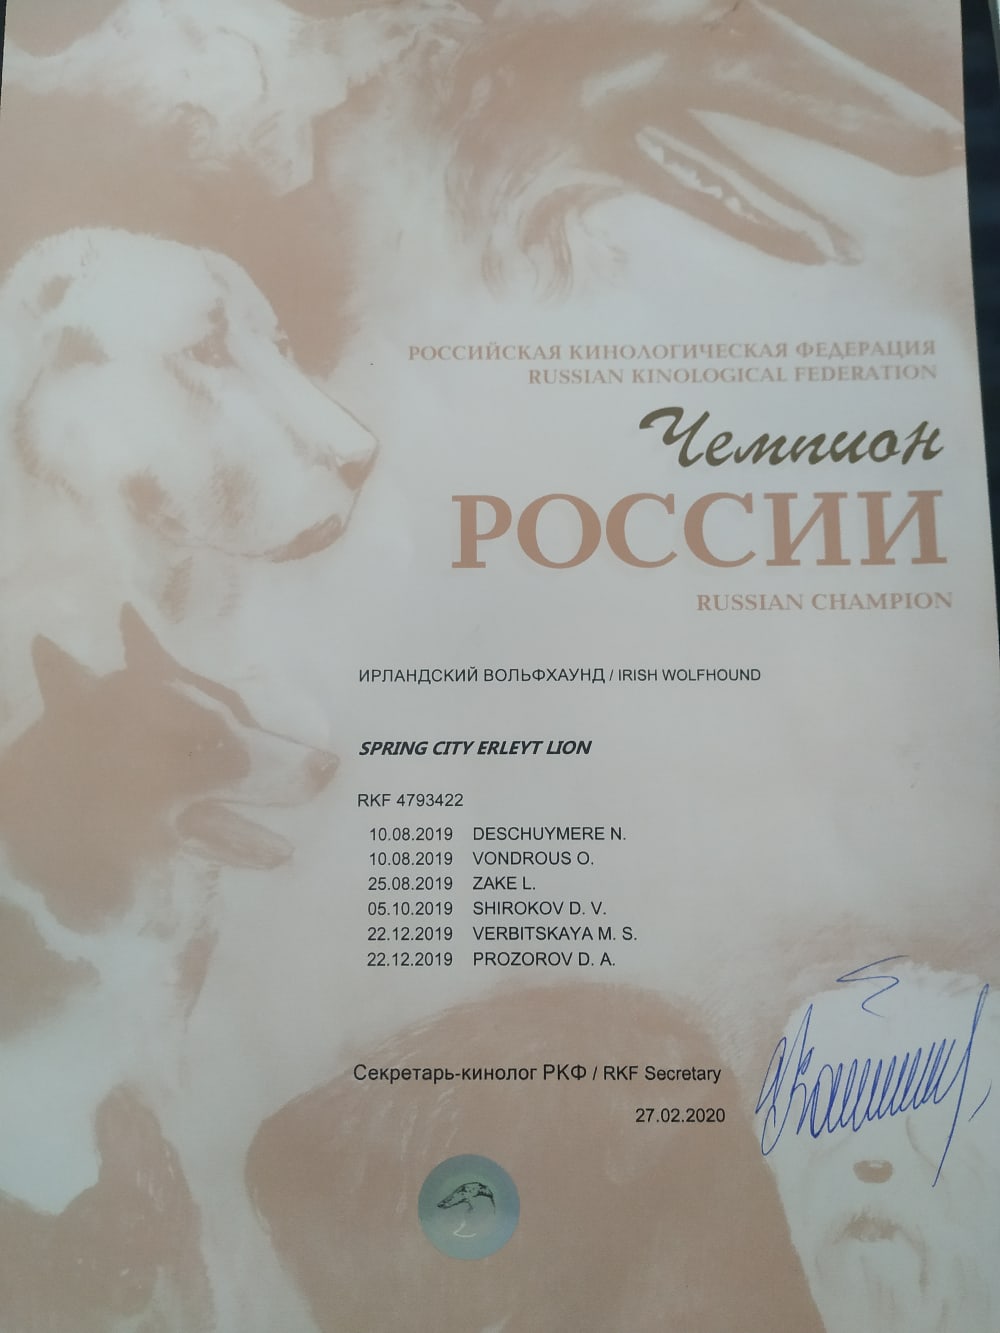 РОССИЙСКАЯ КИНОЛОГИЧЕСКАЯ ФЕДЕРАЦИЯ
RUSSIAN KINOLOGICAL FEDERATION
Чемпион
РОССИИ
RUSSIAN CHAMPION
ИРЛАНДСКИЙ ВОЛЬФХАУНД / IRISH WOLFHOUND
SPRING CITY ERLEYT LION
RKF 4793422
10.08.2019 DESCHUYMERE N.
10.08.2019 VONDROUS O.
25.08.2019 ZAKE L.
05.10.2019 SHIROKOV D. V.
22.12.2019 VERBITSKAYA M. S.
22.12.2019 PROZOROV D. A.
Секретарь-кинолог РКФ / RKF Secretary
27.02.2020